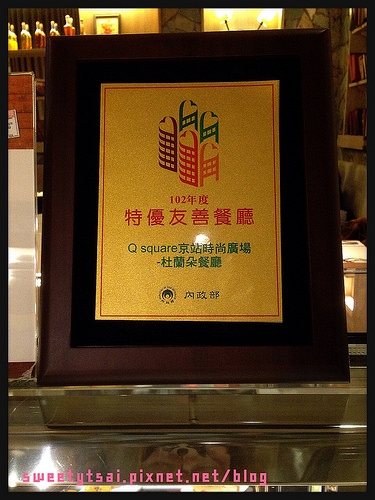 102年度
特優友善餐廳
Q square京站時尚廣場
-杜蘭朵餐廳
內政部
sweetytsai.pixnet.net/blog